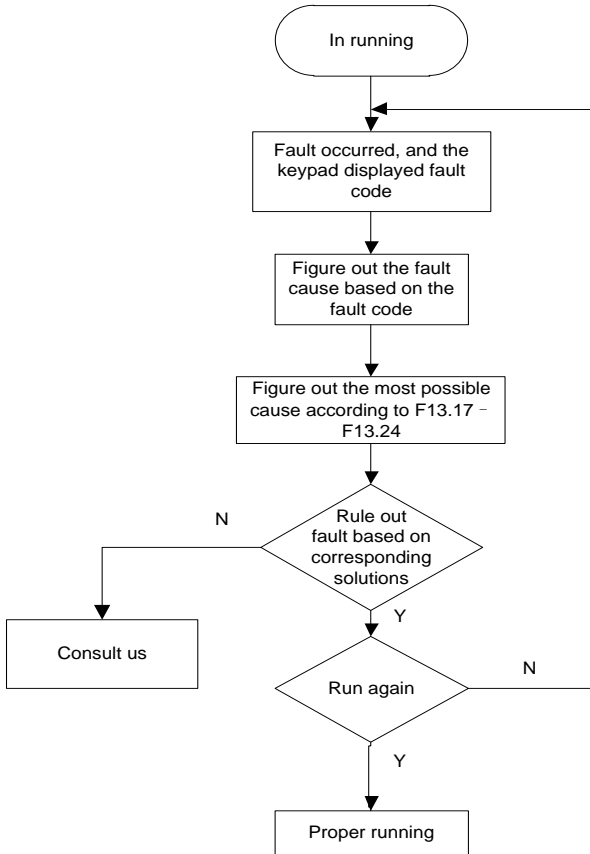 In running
Fault occurred, and the
keypad displayed fault
code
Figure out the fault
cause based on the
fault code
Figure out the most possible
cause according to F13.17 –
F13.24
N
Rule out
fault based on
corresponding
solutions
Y
Consult us
Run again
N
Y
Proper running